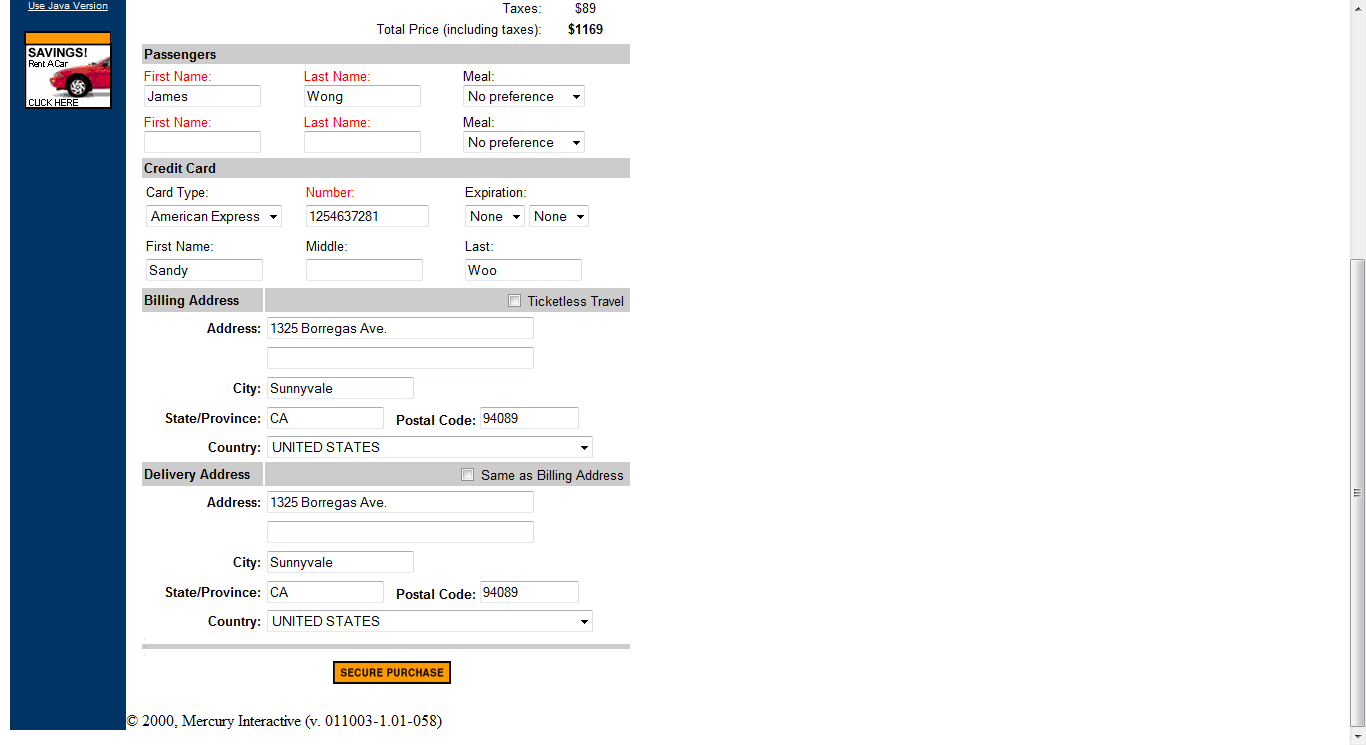 Use Java Version
SAVINGS!
Rent A Car
CLICK HERE
Taxes: $89
Total Price (including taxes): $1169
Passengers
First Name: Last Name: Meal:
James Wong No preference
First Name: Last Name: Meal:
No preference
Credit Card
Card Type: Number: Expiration:
American Express 1254637281 None None
First Name: Middle: Last:
Sandy Woo
Billing Address Ticketless Travel
Address: 1325 Borregas Ave.
City: Sunnyvale
State/Province: CA Postal Code: 94089
Country: UNITED STATES
Delivery Address Same as Billing Address
Address: 1325 Borregas Ave.
City: Sunnyvale
State/Province: CA Postal Code: 94089
Country: UNITED STATES
SECURE PURCHASE
© 2000, Mercury Interactive (v. 011003-1.01-058)